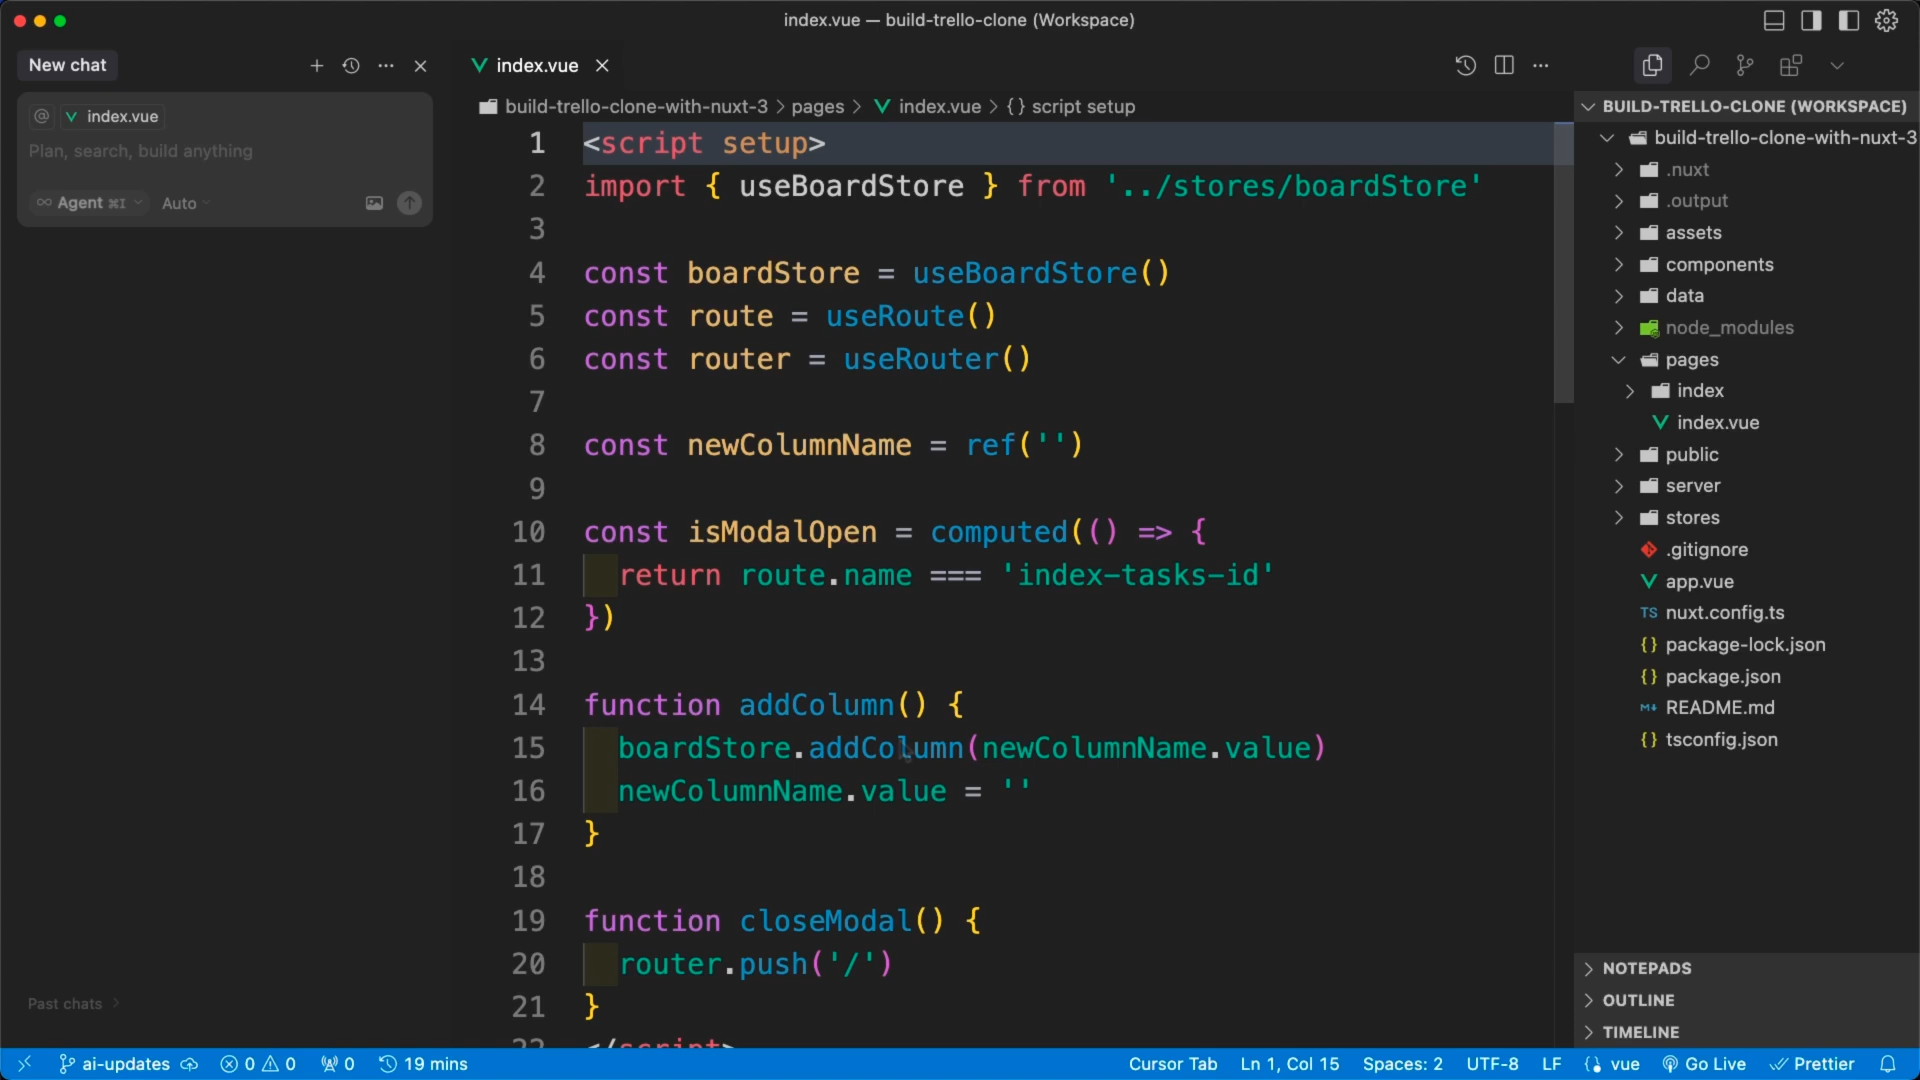 index.vue — build-trello-clone (Workspace)
New chat
index.vue
@ index.vue
Plan, search, build anything
Agent ⌘I Auto
Past chats
build-trello-clone-with-nuxt-3 > pages > index.vue > {} script setup
1 <script setup>
2 import { useBoardStore } from '../stores/boardStore'
3
4 const boardStore = useBoardStore()
5 const route = useRoute()
6 const router = useRouter()
7
8 const newColumnName = ref('')
9
10 const isModalOpen = computed(() => {
11 return route.name === 'index-tasks-id'
12 })
13
14 function addColumn() {
15 boardStore.addColumn(newColumnName.value)
16 newColumnName.value = ''
17 }
18
19 function closeModal() {
20 router.push('/')
21 }
22 </script>
BUILD-TRELLO-CLONE (WORKSPACE)
build-trello-clone-with-nuxt-3
.nuxt
.output
assets
components
data
node_modules
pages
index
index.vue
public
server
stores
.gitignore
app.vue
TS nuxt.config.ts
{} package-lock.json
{} package.json
M↓ README.md
{} tsconfig.json
NOTEPADS
OUTLINE
TIMELINE
ai-updates 0 0 0 19 mins
Cursor Tab Ln 1, Col 15 Spaces: 2 UTF-8 LF vue Go Live Prettier